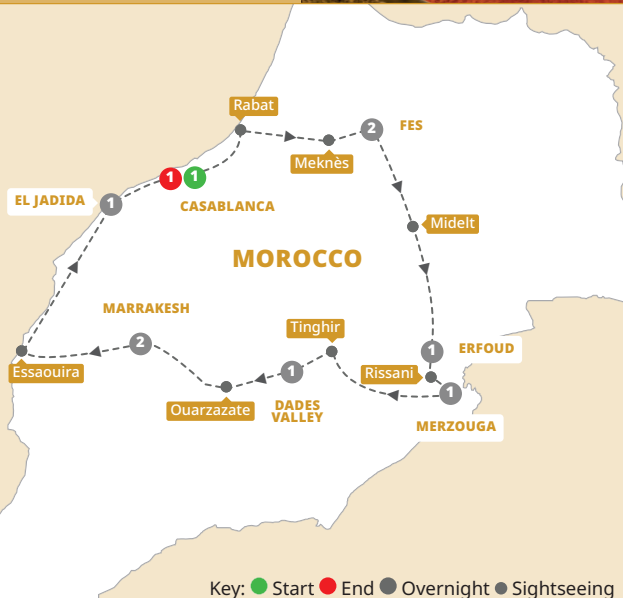 Rabat
2
FES
Meknès
1
1
EL JADIDA
1
CASABLANCA
Midelt
MOROCCO
MARRAKESH
2
Tinghir
1
ERFOUD
Essaouira
1
Rissani
1
Ouarzazate
DADES
VALLEY
MERZOUGA
Key: Start End Overnight Sightseeing